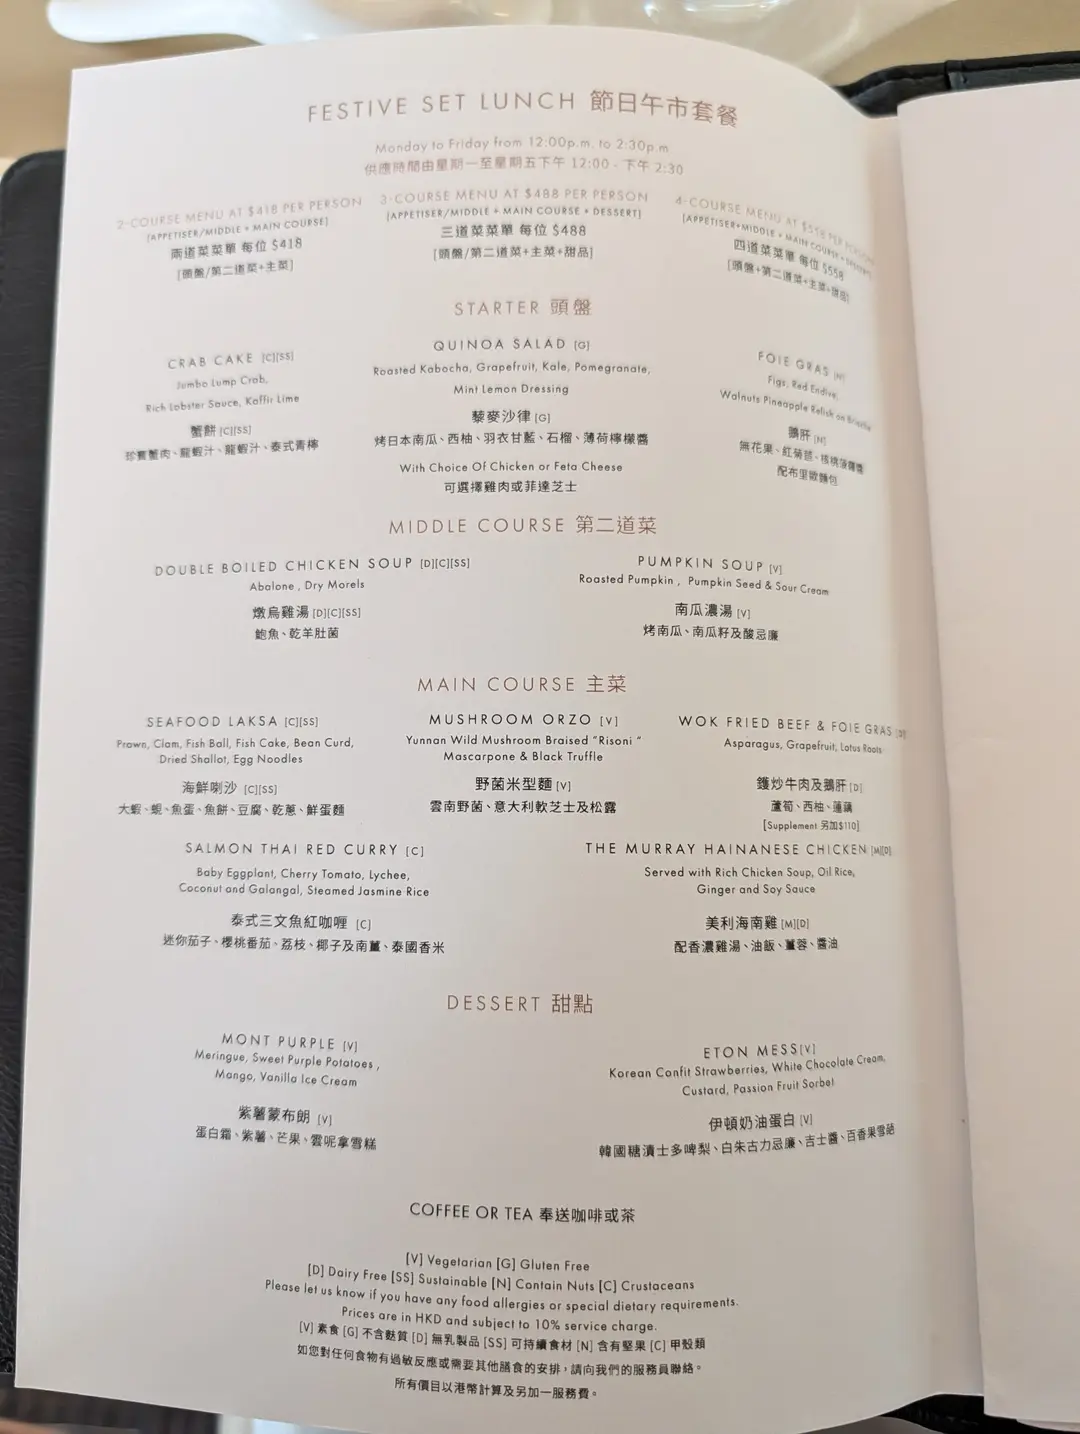 FESTIVE SET LUNCH 節日午市套餐
Monday to Friday from 12:00p.m. to 2:30p.m.
供應時間由星期一至星期五下午 12:00 - 下午 2:30
2-COURSE MENU AT $418 PER PERSON
[APPETISER/MIDDLE + MAIN COURSE]
兩道菜菜單 每位 $418
[頭盤/第二道菜+主菜]
3-COURSE MENU AT $488 PER PERSON
[APPETISER/MIDDLE + MAIN COURSE + DESSERT]
三道菜菜單 每位 $488
[頭盤/第二道菜+主菜+甜品]
4-COURSE MENU AT $558 PER PERSON
[APPETISER+MIDDLE + MAIN COURSE + DESSERT]
四道菜菜單 每位 $558
[頭盤+第二道菜+主菜+甜品]
STARTER 頭盤
CRAB CAKE [C][SS]
Jumbo Lump Crab,
Rich Lobster Sauce, Kaffir Lime
蟹餅 [C][SS]
珍寶蟹肉、龍蝦汁、龍蝦汁、泰式青檸
QUINOA SALAD [G]
Roasted Kabocha, Grapefruit, Kale, Pomegranate,
Mint Lemon Dressing
藜麥沙律 [G]
烤日本南瓜、西柚、羽衣甘藍、石榴、薄荷檸檬醬
With Choice Of Chicken or Feta Cheese
可選擇雞肉或菲達芝士
FOIE GRAS [N]
Figs, Red Endive,
Walnuts Pineapple Relish on Brioche
鵝肝 [N]
無花果、紅菊苣、核桃菠蘿醬
配布里歐麵包
MIDDLE COURSE 第二道菜
DOUBLE BOILED CHICKEN SOUP [D][C][SS]
Abalone , Dry Morels
燉烏雞湯 [D][C][SS]
鮑魚、乾羊肚菌
PUMPKIN SOUP [V]
Roasted Pumpkin , Pumpkin Seed & Sour Cream
南瓜濃湯 [V]
烤南瓜、南瓜籽及酸忌廉
MAIN COURSE 主菜
SEAFOOD LAKSA [C][SS]
Prawn, Clam, Fish Ball, Fish Cake, Bean Curd,
Dried Shallot, Egg Noodles
海鮮喇沙 [C][SS]
大蝦、蜆、魚蛋、魚餅、豆腐、乾蔥、鮮蛋麵
MUSHROOM ORZO [V]
Yunnan Wild Mushroom Braised "Risoni "
Mascarpone & Black Truffle
野菌米型麵 [V]
雲南野菌、意大利軟芝士及松露
WOK FRIED BEEF & FOIE GRAS [D]
Asparagus, Grapefruit, Lotus Roots
鑊炒牛肉及鵝肝 [D]
蘆筍、西柚、蓮藕
[Supplement 另加$110]
SALMON THAI RED CURRY [C]
Baby Eggplant, Cherry Tomato, Lychee,
Coconut and Galangal, Steamed Jasmine Rice
泰式三文魚紅咖喱 [C]
迷你茄子、櫻桃番茄、荔枝、椰子及南薑、泰國香米
THE MURRAY HAINANESE CHICKEN [M][D]
Served with Rich Chicken Soup, Oil Rice,
Ginger and Soy Sauce
美利海南雞 [M][D]
配香濃雞湯、油飯、薑蓉、醬油
DESSERT 甜點
MONT PURPLE [V]
Meringue, Sweet Purple Potatoes ,
Mango, Vanilla Ice Cream
紫薯蒙布朗 [V]
蛋白霜、紫薯、芒果、雲呢拿雪糕
ETON MESS[V]
Korean Confit Strawberries, White Chocolate Cream,
Custard, Passion Fruit Sorbet
伊頓奶油蛋白 [V]
韓國糖漬士多啤梨、白朱古力忌廉、吉士醬、百香果雪葩
COFFEE OR TEA 奉送咖啡或茶
[V] Vegetarian [G] Gluten Free
[D] Dairy Free [SS] Sustainable [N] Contain Nuts [C] Crustaceans
Please let us know if you have any food allergies or special dietary requirements.
Prices are in HKD and subject to 10% service charge.
[V] 素食 [G] 不含麩質 [D] 無乳製品 [SS] 可持續食材 [N] 含有堅果 [C] 甲殼類
如您對任何食物有過敏反應或需要其他膳食的安排，請向我們的服務員聯絡。
所有價目以港幣計算及另加一服務費。